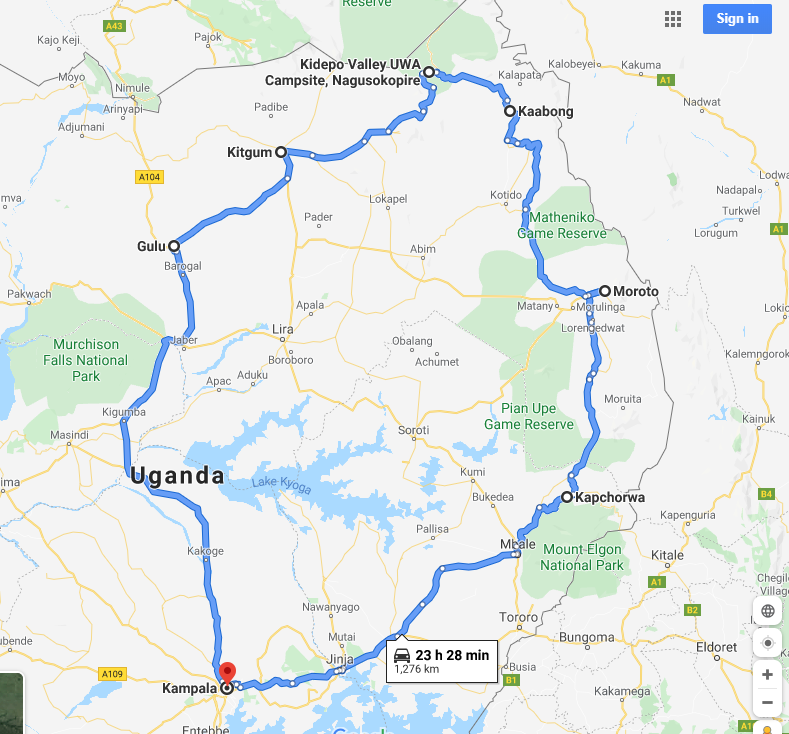 Reserve
A43
Sign in
Kajo Keji
Pajok
Kidepo Valley UWA
Campsite, Nagusokopire
Kalobeyei
Kakuma
Moyo
Nimule
Kalapata
A1
Arinyapi
Padibe
Nadwat
Adjumani
Kaabong
Kitgum
A104
Lodwa
Lokapel
Kotido
Nadapal
mva
Pader
Matheniko
Game Reserve
Turkwel
Lorugum
A1
Gulu
Abim
Barogal
Moroto
Pakwach
Apala
Matany
Morulinga
Lokic
Lorengedwat
Lira
Jaber
Obalang
Murchison
Falls National
Park
Boroboro
Achumet
Kalemngorok
Aduku
Apac
Moruita
Kigumba
Pian Upe
Game Reserve
Kainuk
Masindi
Soroti
Uganda
Kumi
ima
Lake Kyoga
Bukedea
Kapchorwa
B4
Kapenguria
Pallisa
Mbale
Mount Elgon
National Park
Kitale
Kakoge
A1
Chegil
Village
Nawanyago
B2
Tororo
Mutai
Bungoma
ubende
Jinja
23 h 28 min
1,276 km
Eldoret
A109
Busia
B1
Kampala
Kakamega
Entebbe
A10